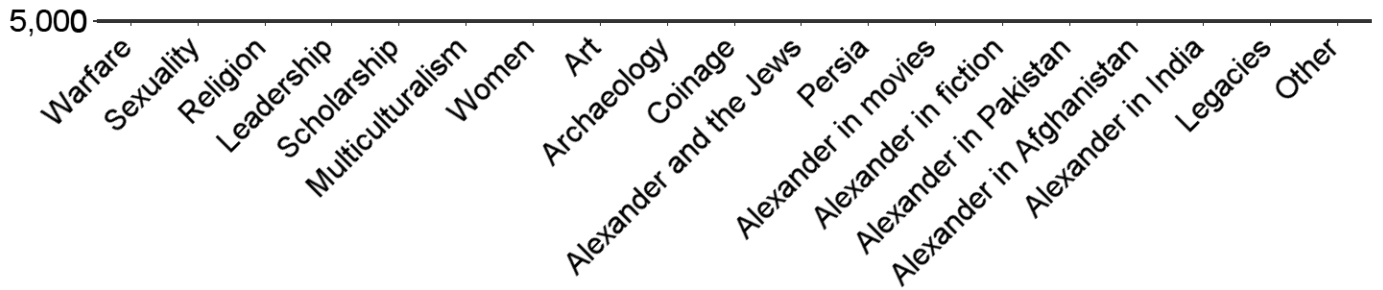 5,000
Warfare
Sexuality
Religion
Leadership
Scholarship
Multiculturalism
Women
Art
Archaeology
Coinage
Alexander and the Jews
Persia
Alexander in movies
Alexander in fiction
Alexander in Pakistan
Alexander in Afghanistan
Alexander in India
Legacies
Other